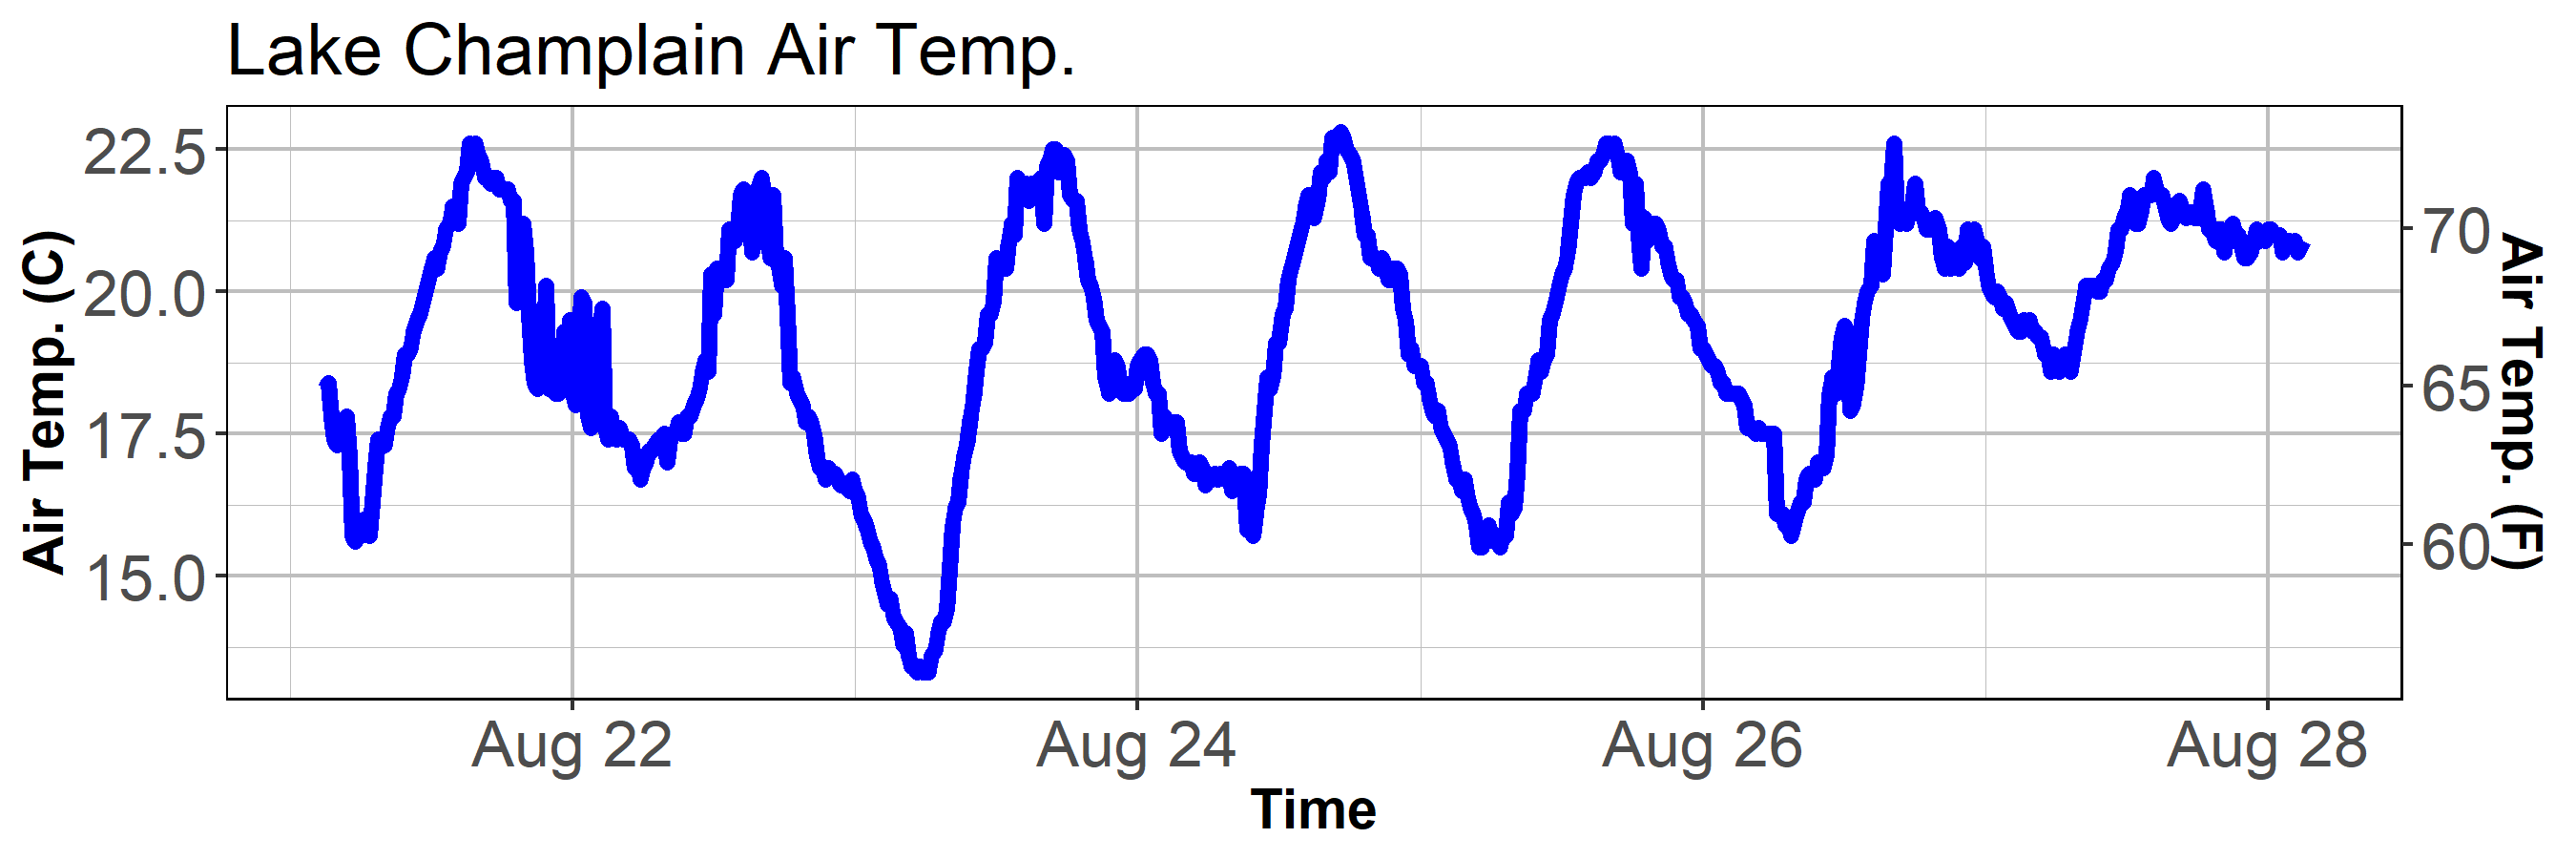 Lake Champlain Air Temp.
Air Temp. (C)
22.5
20.0
17.5
15.0
70
65
60
Air Temp. (F)
Aug 22
Aug 24
Aug 26
Aug 28
Time